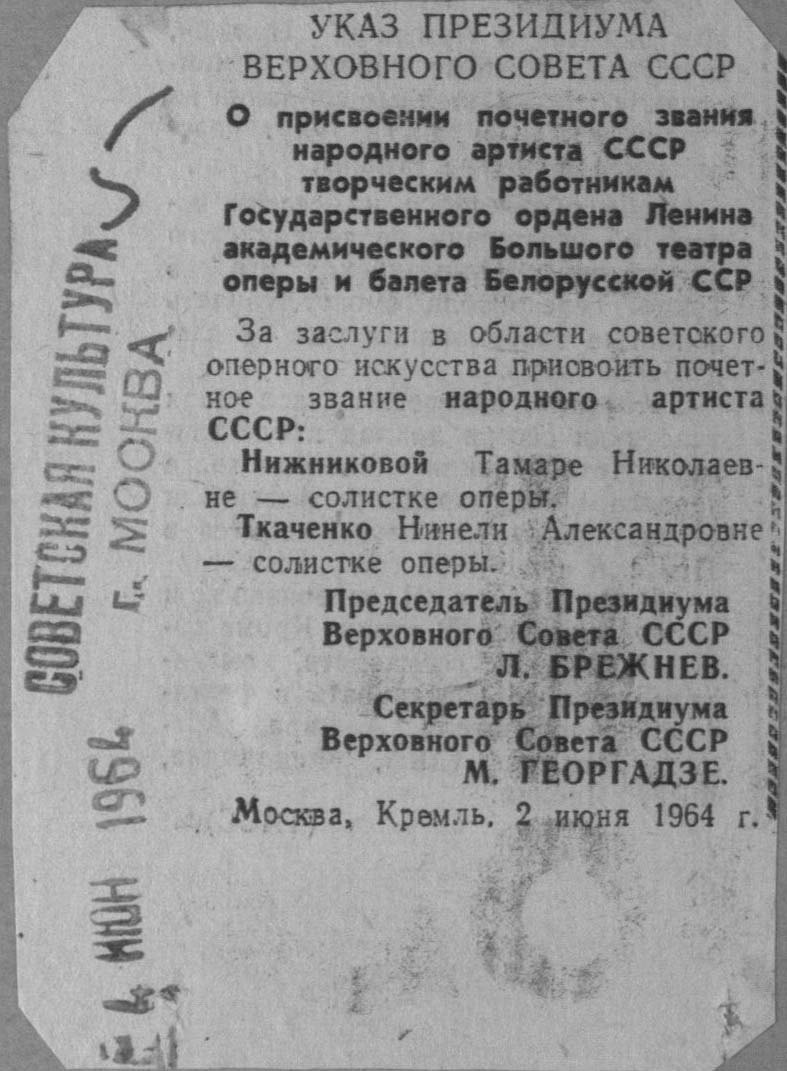 УКАЗ ПРЕЗИДИУМА
ВЕРХОВНОГО СОВЕТА СССР
О присвоении почетного звания
народного артиста СССР
творческим работникам
Государственного ордена Ленина
академического Большого театра
оперы и балета Белорусской ССР
За заслуги в области советского
оперного искусства присвоить почет-
ное звание народного артиста
СССР:
Нижниковой Тамаре Николаев-
не — солистке оперы.
Ткаченко Нинели Александровне
— солистке оперы.
Председатель Президиума
Верховного Совета СССР
Л. БРЕЖНЕВ.
Секретарь Президиума
Верховного Совета СССР
М. ГЕОРГАДЗЕ.
Москва, Кремль. 2 июня 1964 г.
СОВЕТСКАЯ КУЛЬТУРА
г. МОСКВА
4 ИЮН 1964